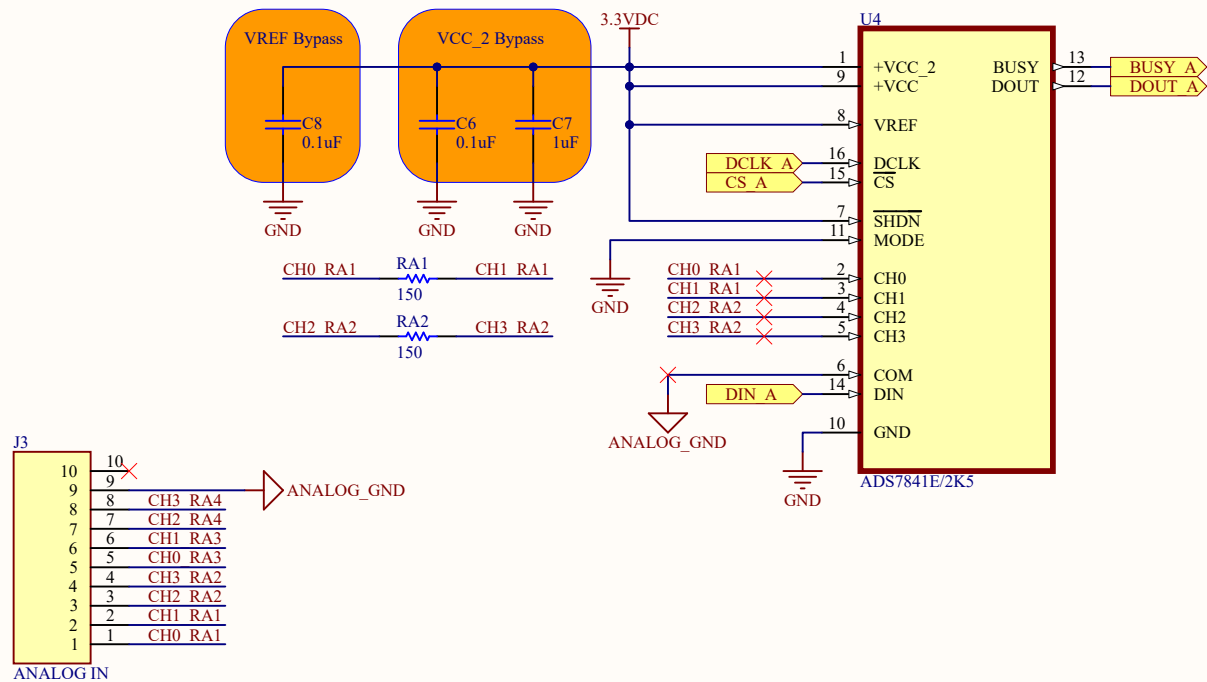 VREF Bypass
VCC_2 Bypass
3.3VDC
C8
0.1uF
C6
0.1uF
C7
1uF
GND
GND
GND
CH0_RA1
RA1
150
CH1_RA1
CH2_RA2
RA2
150
CH3_RA2
U4
1
+VCC_2
9
+VCC
8
VREF
DCLK_A
16
DCLK
CS_A
15
CS
7
SHDN
11
MODE
GND
CH0_RA1
2
CH0
CH1_RA1
3
CH1
CH2_RA2
4
CH2
CH3_RA2
5
CH3
6
COM
ANALOG_GND
DIN_A
14
DIN
10
GND
GND
BUSY
13
BUSY_A
DOUT
12
DOUT_A
ADS7841E/2K5
J3
10
10
9
9
ANALOG_GND
8
8
CH3_RA4
7
7
CH2_RA4
6
6
CH1_RA3
5
5
CH0_RA3
4
4
CH3_RA2
3
3
CH2_RA2
2
2
CH1_RA1
1
1
CH0_RA1
ANALOG IN